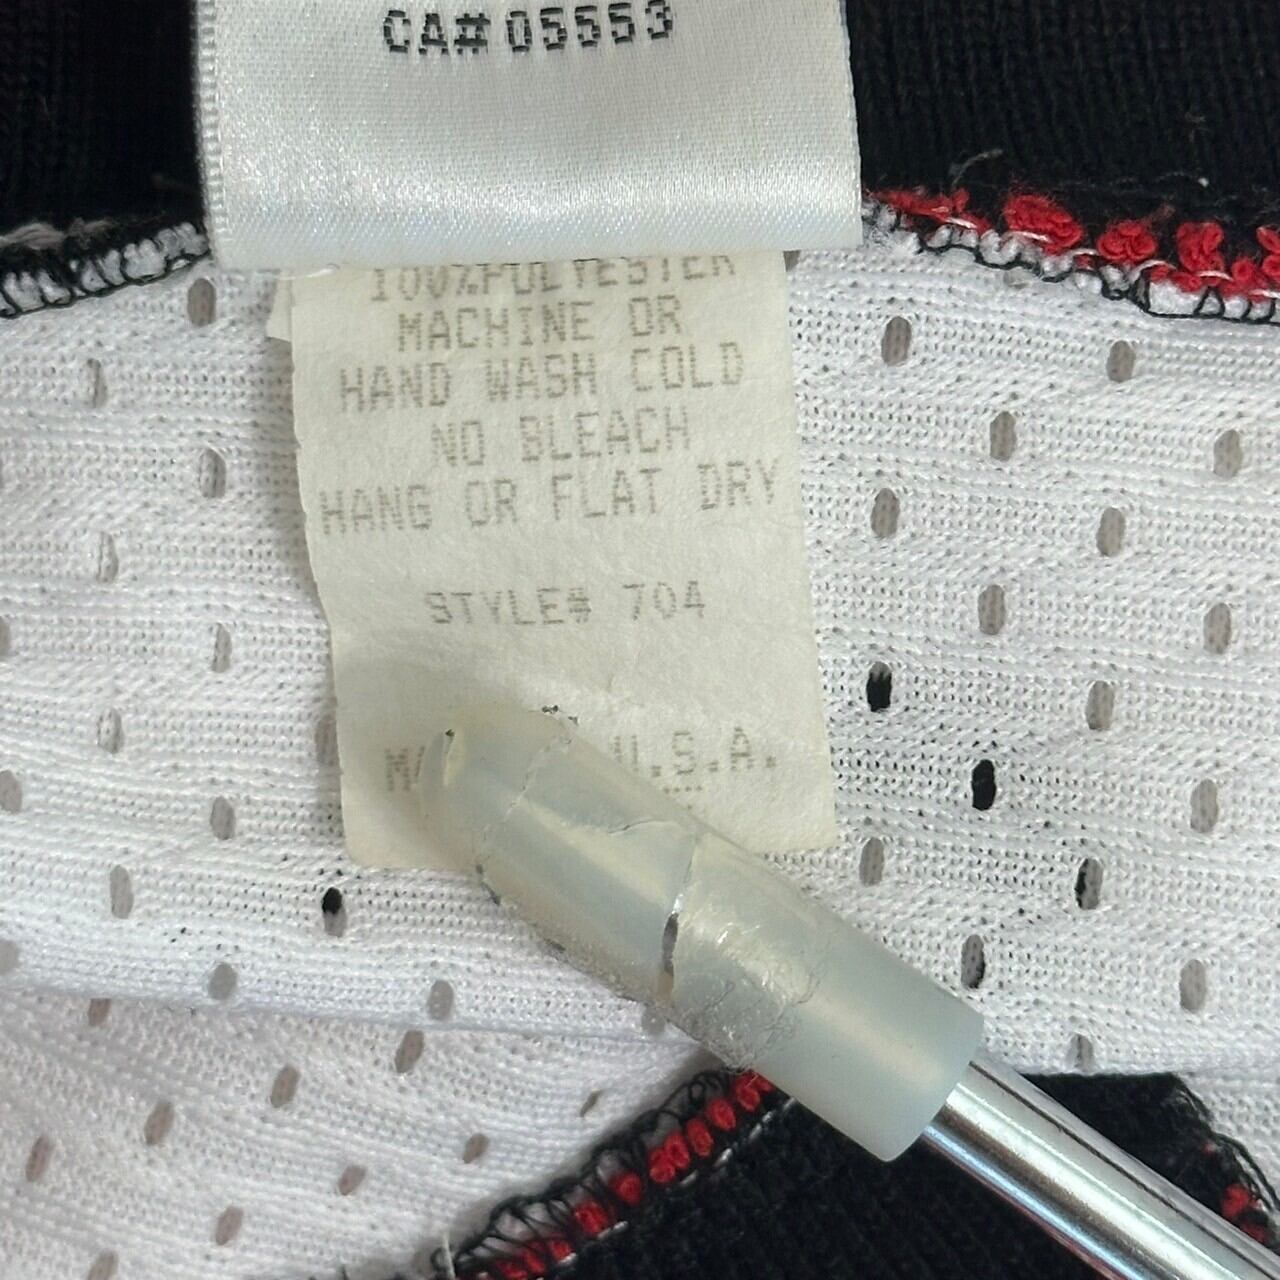 CA# 05553
100% POLYESTER
MACHINE OR
HAND WASH COLD
NO BLEACH
HANG OR FLAT DRY
STYLE# 704
U.S.A.